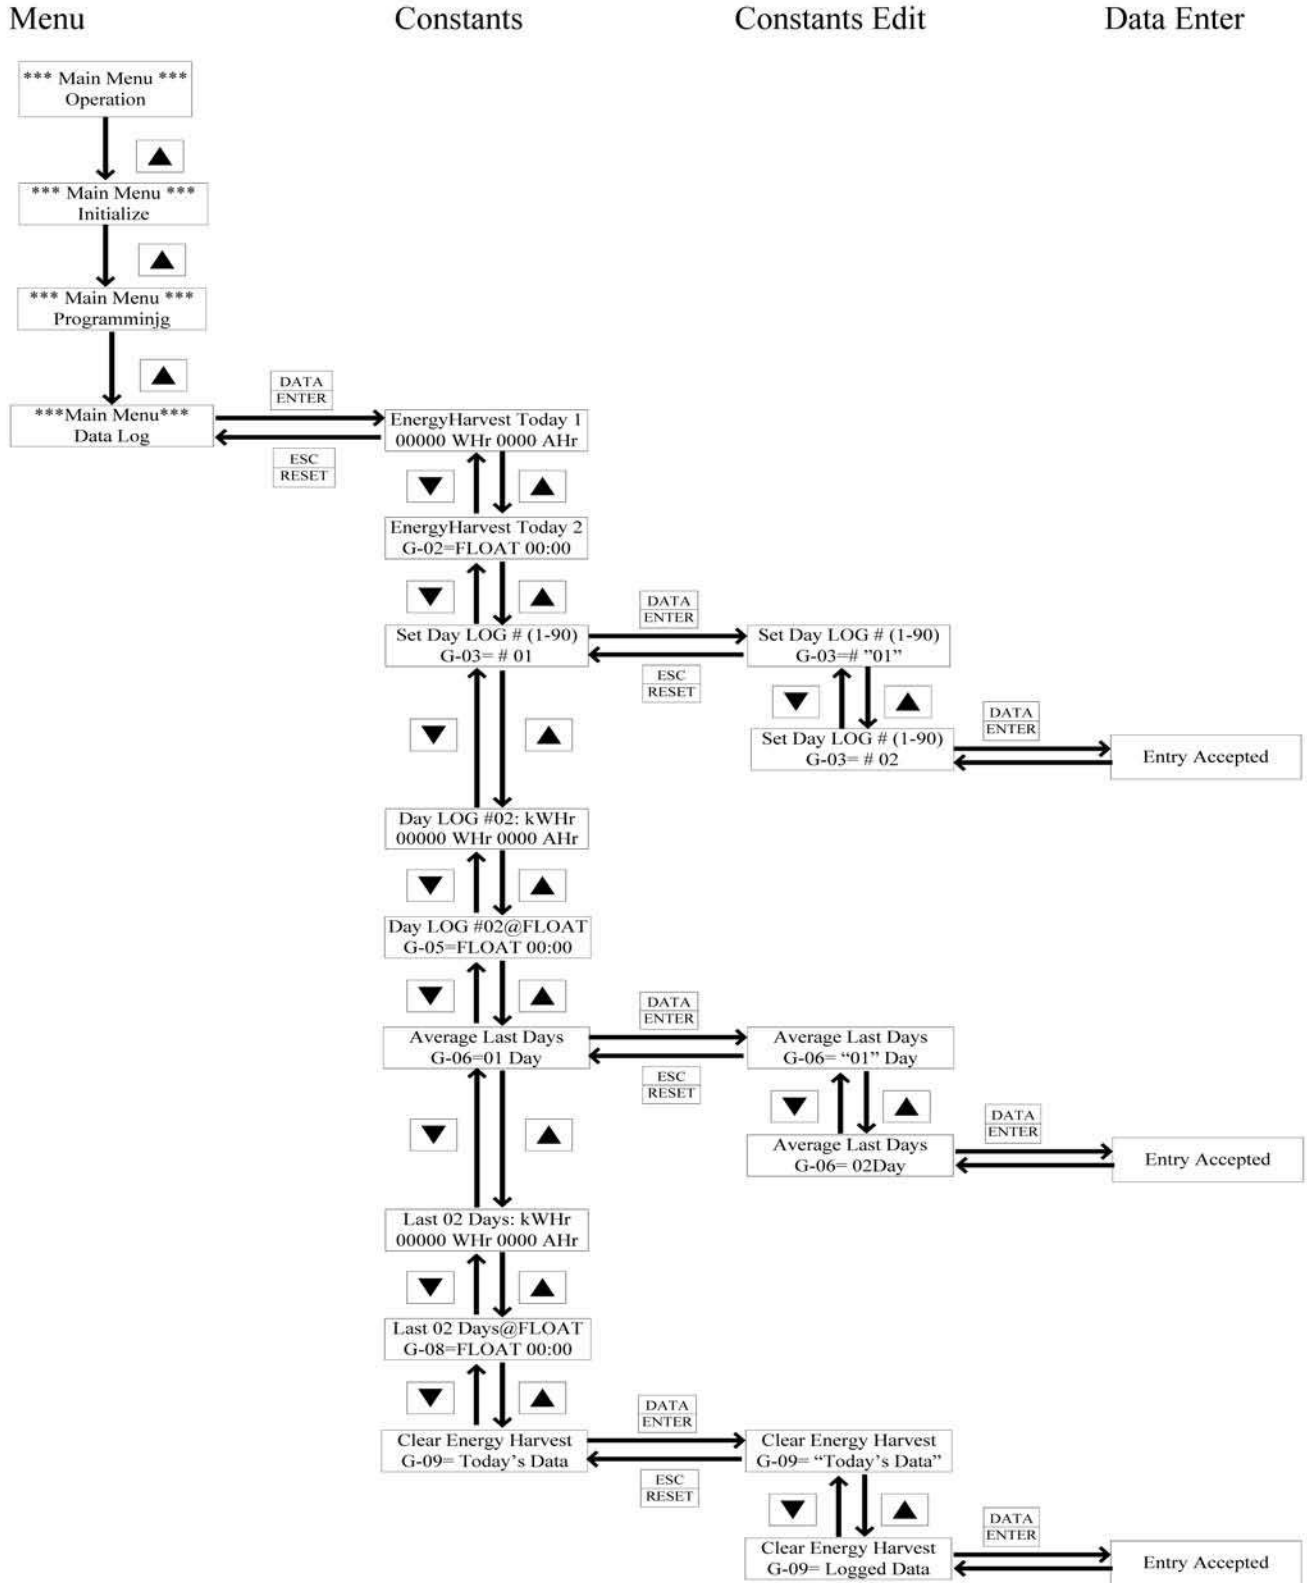 Menu Constants Constants Edit Data Enter
*** Main Menu ***
Operation
*** Main Menu ***
Initialize
*** Main Menu ***
Programminjg
***Main Menu***
Data Log
DATA
ENTER
ESC
RESET
EnergyHarvest Today 1
00000 WHr 0000 AHr
EnergyHarvest Today 2
G-02=FLOAT 00:00
Set Day LOG # (1-90)
G-03= # 01
DATA
ENTER
ESC
RESET
Set Day LOG # (1-90)
G-03=# ”01”
Set Day LOG # (1-90)
G-03= # 02
DATA
ENTER
Entry Accepted
Day LOG #02: kWHr
00000 WHr 0000 AHr
Day LOG #02@FLOAT
G-05=FLOAT 00:00
Average Last Days
G-06=01 Day
DATA
ENTER
ESC
RESET
Average Last Days
G-06= “01” Day
Average Last Days
G-06= 02Day
DATA
ENTER
Entry Accepted
Last 02 Days: kWHr
00000 WHr 0000 AHr
Last 02 Days@FLOAT
G-08=FLOAT 00:00
Clear Energy Harvest
G-09= Today’s Data
DATA
ENTER
ESC
RESET
Clear Energy Harvest
G-09= “Today’s Data”
Clear Energy Harvest
G-09= Logged Data
DATA
ENTER
Entry Accepted